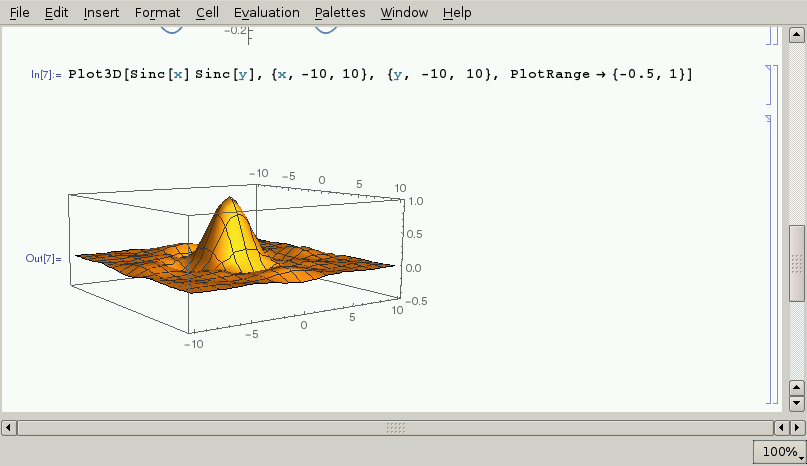 File Edit Insert Format Cell Evaluation Palettes Window Help
-0.2
In[7]:= Plot3D[Sinc[x] Sinc[y], {x, -10, 10}, {y, -10, 10}, PlotRange → {-0.5, 1}]
-10 -5 0 5 10
1.0
0.5
Out[7]=
0.0
-0.5
10
5
0
-5
-10
100%